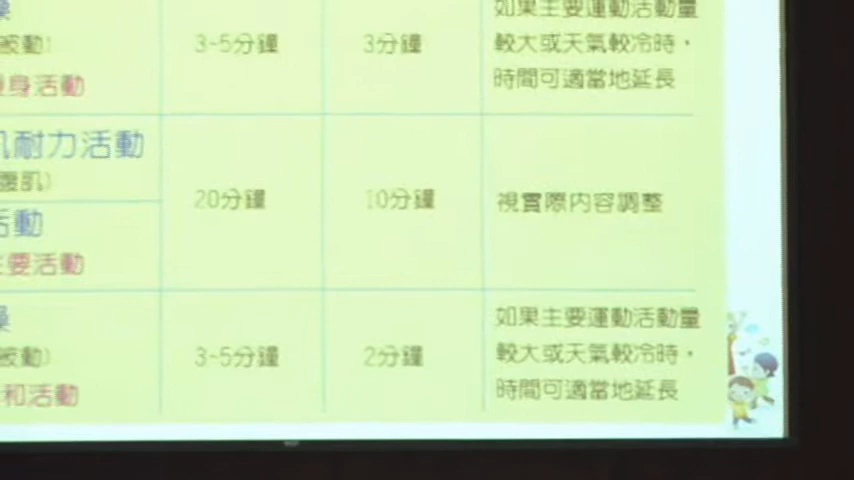 如果主要運動活動量
波動)
3-5分鐘
3分鐘
較大或天氣較冷時，
身活動
時間可適當地延長
肌耐力活動
腹肌)
20分鐘
10分鐘
視實際內容調整
活動
主要活動
如果主要運動活動量
波動)
3-5分鐘
2分鐘
較大或天氣較冷時，
和活動
時間可適當地延長